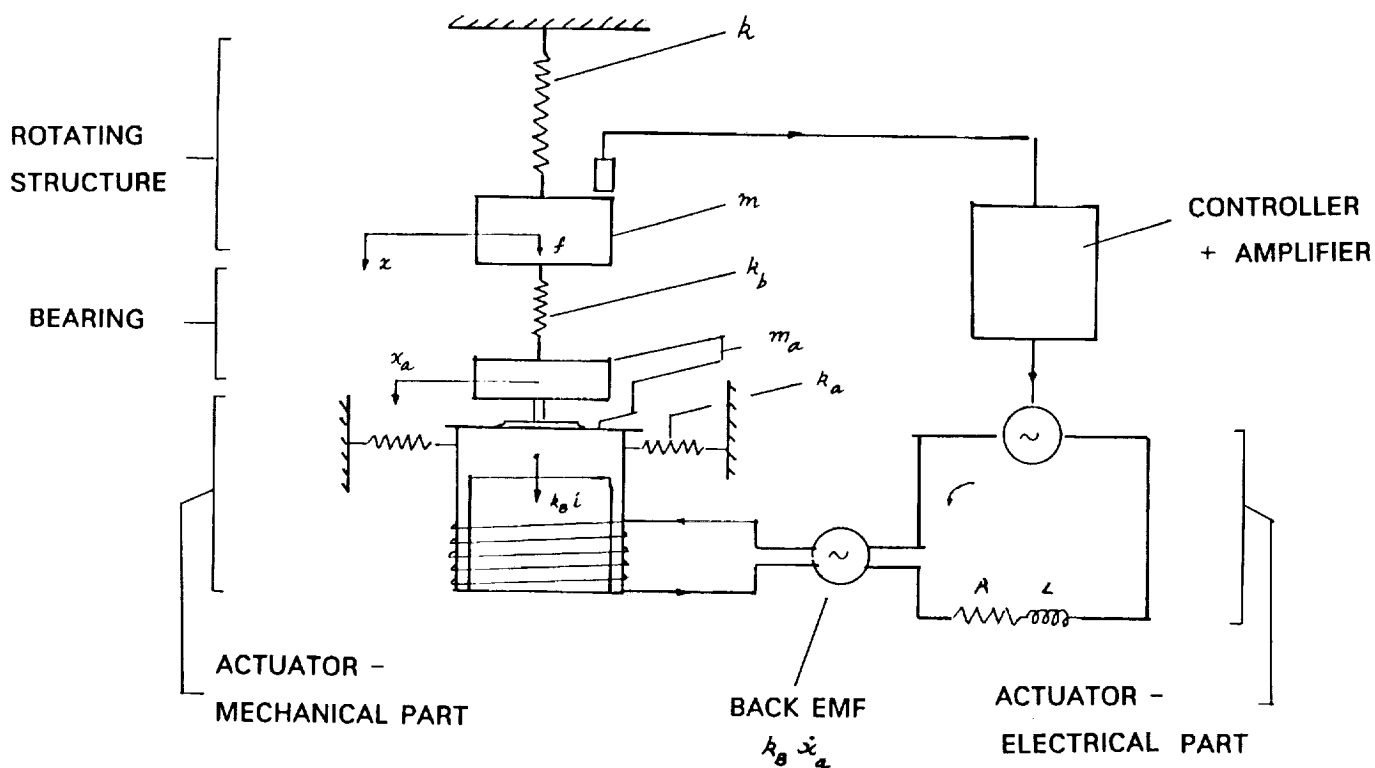 k
ROTATING
STRUCTURE
m
CONTROLLER
+ AMPLIFIER
f
x
k_b
BEARING
m_a
x_a
k_a
~
k_B i
~
R L
ACTUATOR -
MECHANICAL PART
BACK EMF
k_B ẋ_a
ACTUATOR -
ELECTRICAL PART